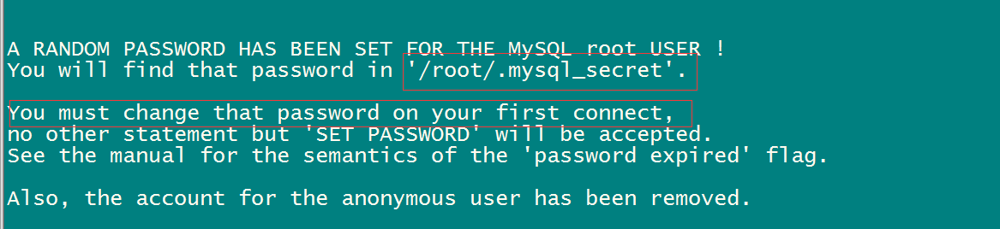 A RANDOM PASSWORD HAS BEEN SET FOR THE MySQL root USER !
You will find that password in '/root/.mysql_secret'.
You must change that password on your first connect,
no other statement but 'SET PASSWORD' will be accepted.
See the manual for the semantics of the 'password expired' flag.
Also, the account for the anonymous user has been removed.